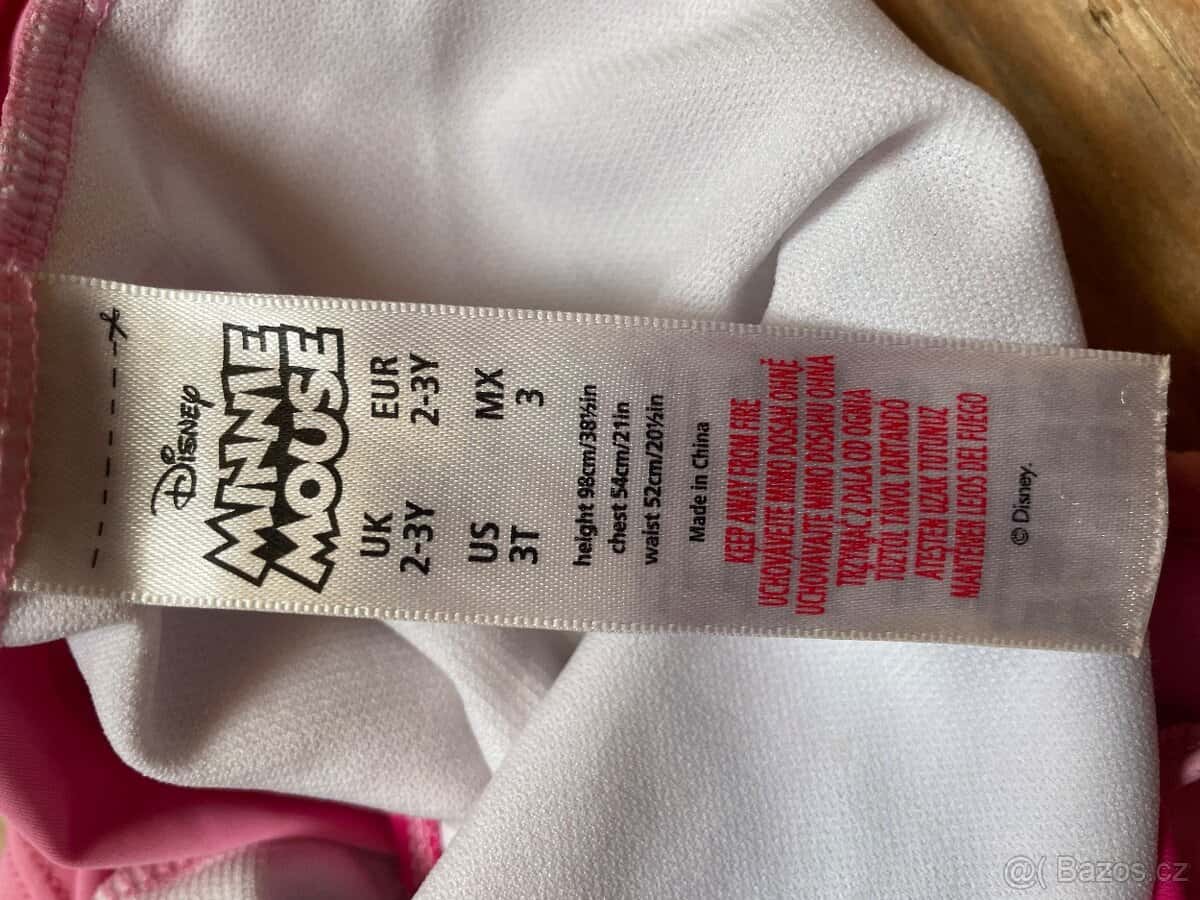 Disney
MINNIE
MOUSE
UK EUR
2-3Y 2-3Y
US MX
3T 3
height 98cm/38½in
chest 54cm/21in
waist 52cm/20½in
Made in China
KEEP AWAY FROM FIRE
UCHOVÁVEJTE MIMO DOSAH OHNĚ
UCHOVÁVAJTE MIMO DOSAHU OHŇA
TRZYMAĆ Z DALA OD OGNIA
TŰZTŐL TÁVOL TARTANDÓ
ATEŞTEN UZAK TUTUNUZ
MANTENER LEJOS DEL FUEGO
© Disney.
@( Bazos.cz